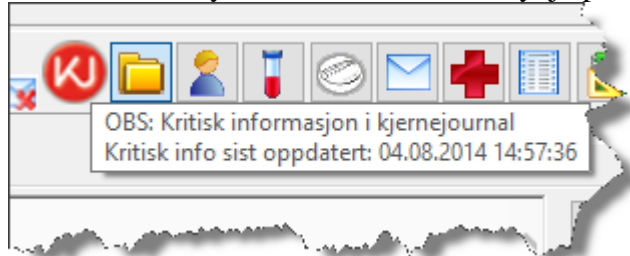 KJ
OBS: Kritisk informasjon i kjernejournal
Kritisk info sist oppdatert: 04.08.2014 14:57:36